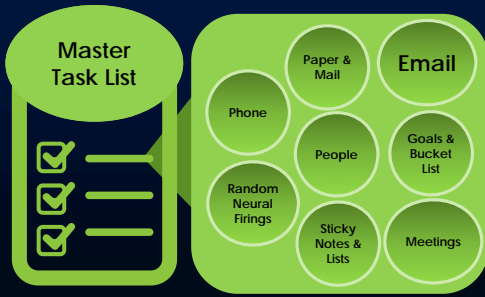 Master
Task List
Paper &
Mail
Email
Phone
People
Goals &
Bucket
List
Random
Neural
Firings
Sticky
Notes &
Lists
Meetings